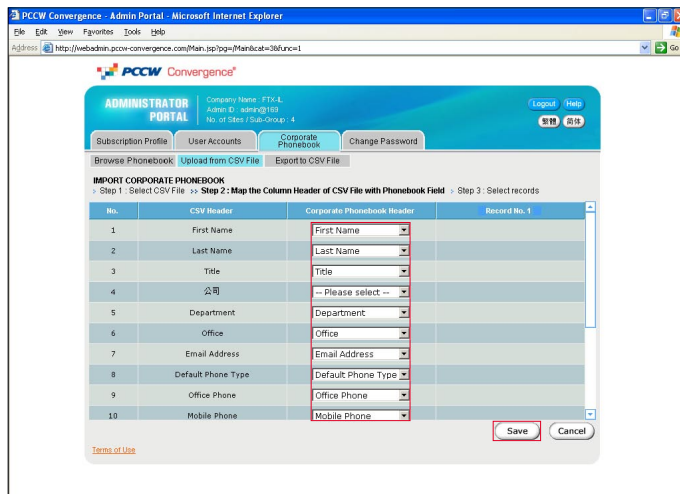 PCCW Convergence - Admin Portal - Microsoft Internet Explorer
File Edit View Favorites Tools Help
Address http://webadmin.pccw-convergence.com/Main.jsp?pg=/Main&cat=38&func=1 Go
PCCW Convergence
ADMINISTRATOR PORTAL
Company Name : FTX-IL
Admin ID : admin@169
No. of Sites / Sub-Group : 4
Logout Help
繁體 简体
Subscription Profile User Accounts Corporate Phonebook Change Password
Browse Phonebook Upload from CSV File Export to CSV File
IMPORT CORPORATE PHONEBOOK
> Step 1 : Select CSV File >> Step 2 : Map the Column Header of CSV File with Phonebook Field > Step 3 : Select records
No. CSV Header Corporate Phonebook Header Record No. 1
1 First Name First Name
2 Last Name Last Name
3 Title Title
4 公司 -- Please select --
5 Department Department
6 Office Office
7 Email Address Email Address
8 Default Phone Type Default Phone Type
9 Office Phone Office Phone
10 Mobile Phone Mobile Phone
Save Cancel
Terms of Use